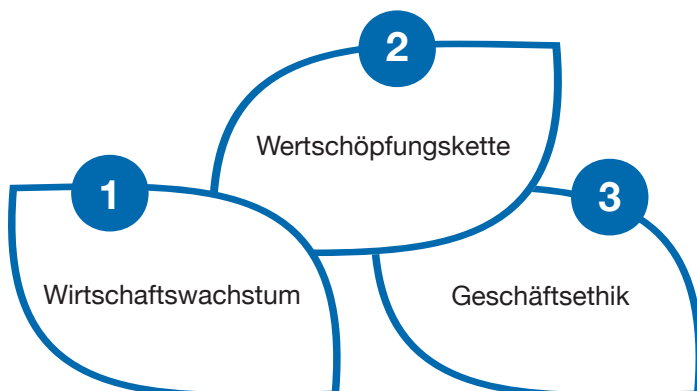 1
Wirtschaftswachstum
2
Wertschöpfungskette
3
Geschäftsethik